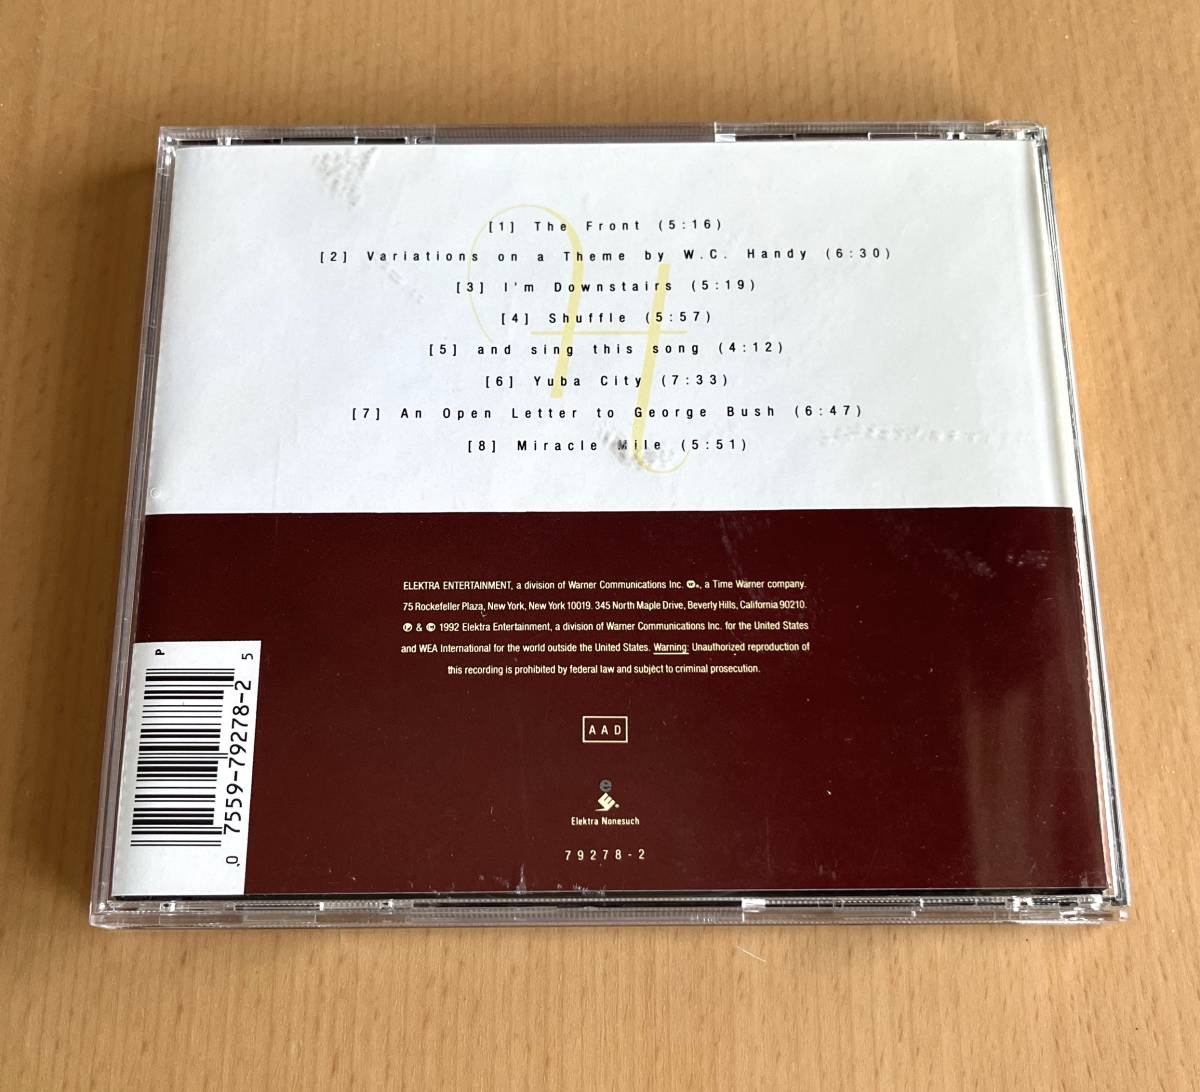 [1] The Front (5:16)
[2] Variations on a Theme by W.C. Handy (6:30)
[3] I'm Downstairs (5:19)
[4] Shuffle (5:57)
[5] and sing this song (4:12)
[6] Yuba City (7:33)
[7] An Open Letter to George Bush (6:47)
[8] Miracle Mile (5:51)
ELEKTRA ENTERTAINMENT, a division of Warner Communications Inc. , a Time Warner company.
75 Rockefeller Plaza, New York, New York 10019. 345 North Maple Drive, Beverly Hills, California 90210.
℗ & © 1992 Elektra Entertainment, a division of Warner Communications Inc. for the United States
and WEA International for the world outside the United States. Warning: Unauthorized reproduction of
this recording is prohibited by federal law and subject to criminal prosecution.
P
0 7559-79278-2 5
AAD
e
E.
Elektra Nonesuch
79278-2